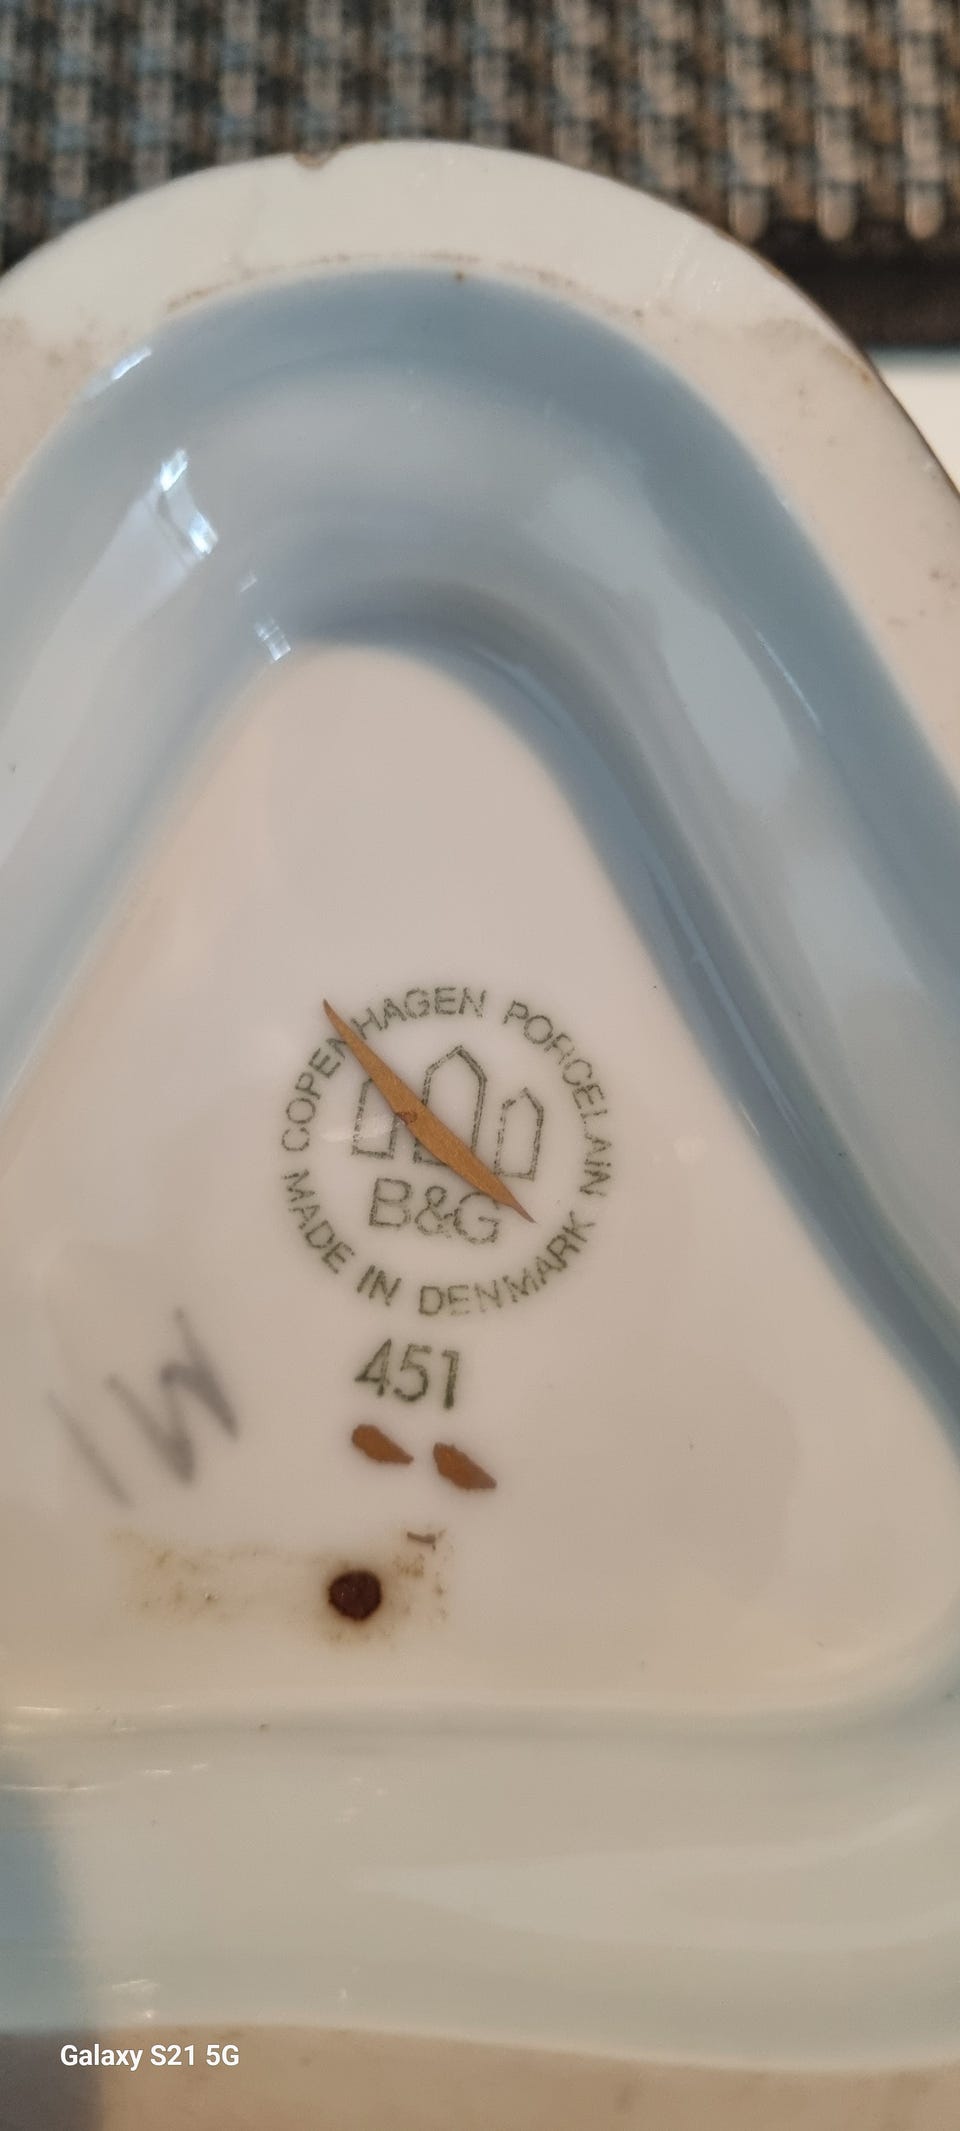 COPENHAGEN PORCELAIN
B&G
MADE IN DENMARK
451
Galaxy S21 5G